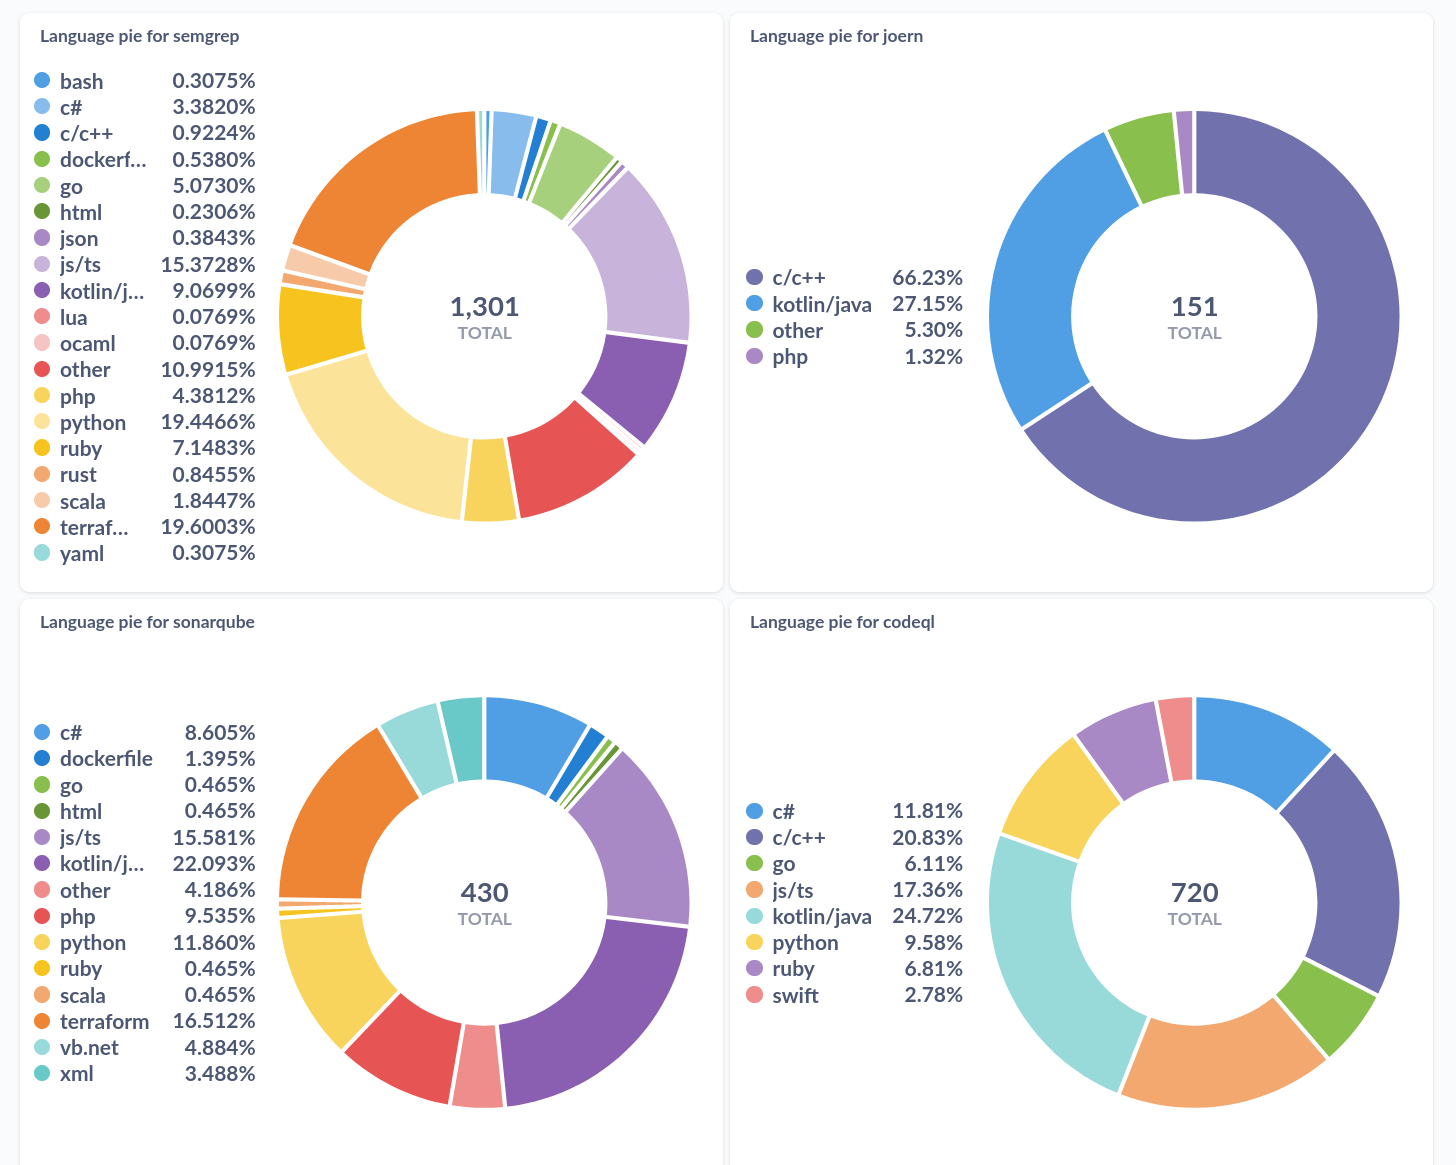 Language pie for semgrep
bash 0.3075%
c# 3.3820%
c/c++ 0.9224%
dockerf... 0.5380%
go 5.0730%
html 0.2306%
json 0.3843%
js/ts 15.3728%
kotlin/j... 9.0699%
lua 0.0769%
ocaml 0.0769%
other 10.9915%
php 4.3812%
python 19.4466%
ruby 7.1483%
rust 0.8455%
scala 1.8447%
terraf... 19.6003%
yaml 0.3075%
1,301
TOTAL
Language pie for joern
c/c++ 66.23%
kotlin/java 27.15%
other 5.30%
php 1.32%
151
TOTAL
Language pie for sonarqube
c# 8.605%
dockerfile 1.395%
go 0.465%
html 0.465%
js/ts 15.581%
kotlin/j... 22.093%
other 4.186%
php 9.535%
python 11.860%
ruby 0.465%
scala 0.465%
terraform 16.512%
vb.net 4.884%
xml 3.488%
430
TOTAL
Language pie for codeql
c# 11.81%
c/c++ 20.83%
go 6.11%
js/ts 17.36%
kotlin/java 24.72%
python 9.58%
ruby 6.81%
swift 2.78%
720
TOTAL